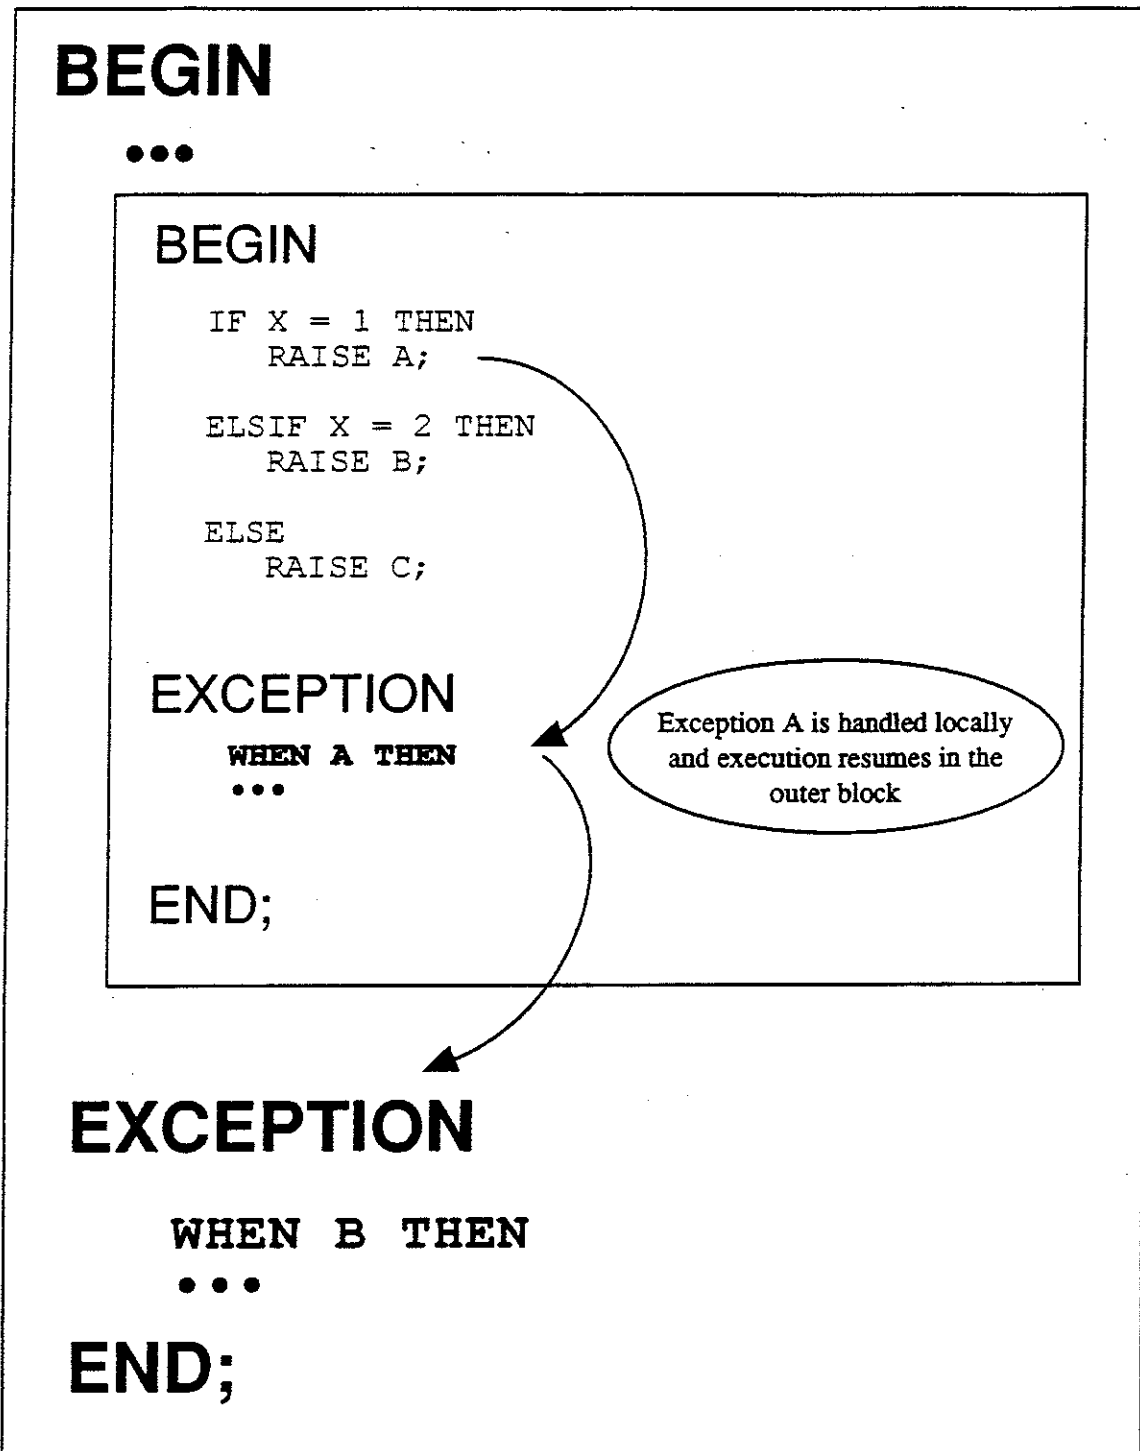 BEGIN
•••
BEGIN
IF X = 1 THEN
RAISE A;
ELSIF X = 2 THEN
RAISE B;
ELSE
RAISE C;
EXCEPTION
WHEN A THEN
•••
Exception A is handled locally
and execution resumes in the
outer block
END;
EXCEPTION
WHEN B THEN
•••
END;